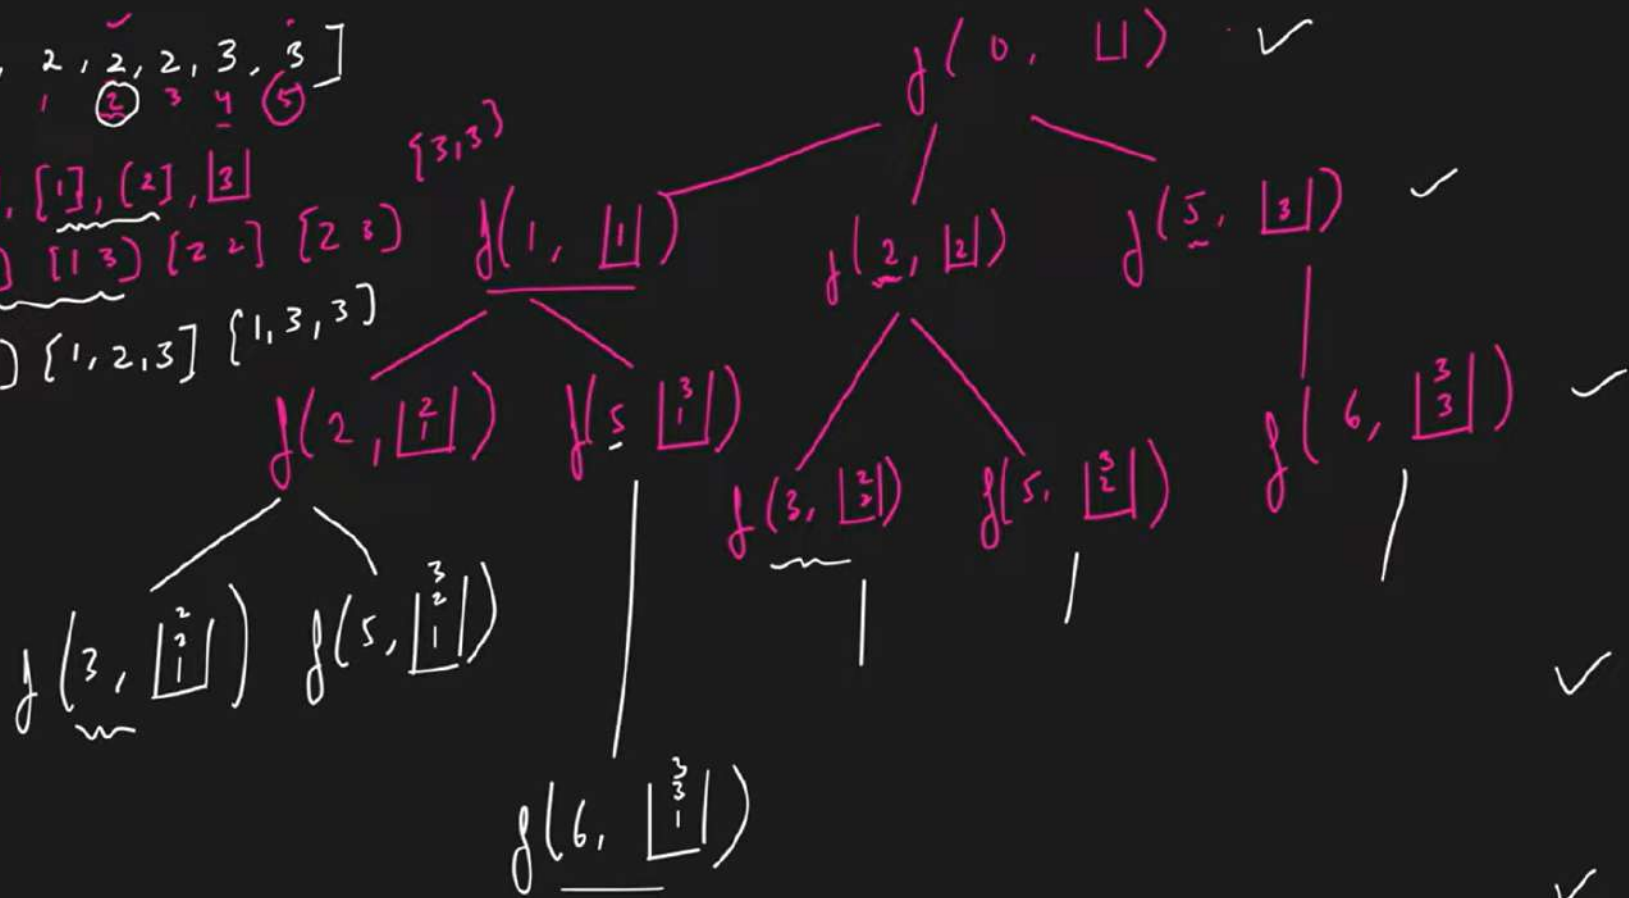 , 2, 2, 2, 3, 3]
1 2 3 4 5
, [1], [2], [3]
] [1 3] [2 2] [2 3] {3,3}
] [1,2,3] [1,3,3]
f(0, [])
f(1, [1]) f(2, [2]) f(5, [3])
f(2, [2 1]) f(5 [3 1]) f(3, [2 2]) f(5, [3 2]) f(6, [3 3])
f(3, [2 2 1]) f(5, [3 2 1])
f(6, [3 3 1])